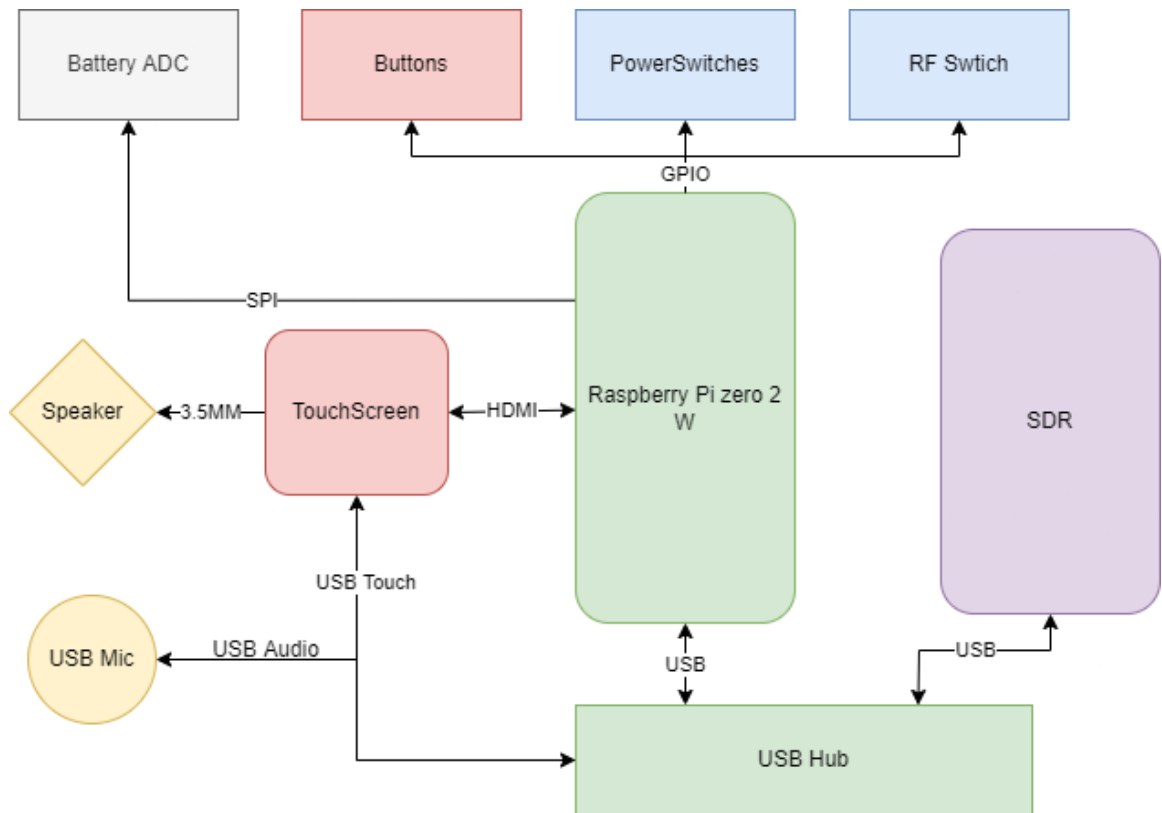 Battery ADC
Buttons
PowerSwitches
RF Swtich
GPIO
SPI
Speaker
3.5MM
TouchScreen
HDMI
Raspberry Pi zero 2
W
SDR
USB Touch
USB Mic
USB Audio
USB
USB
USB Hub